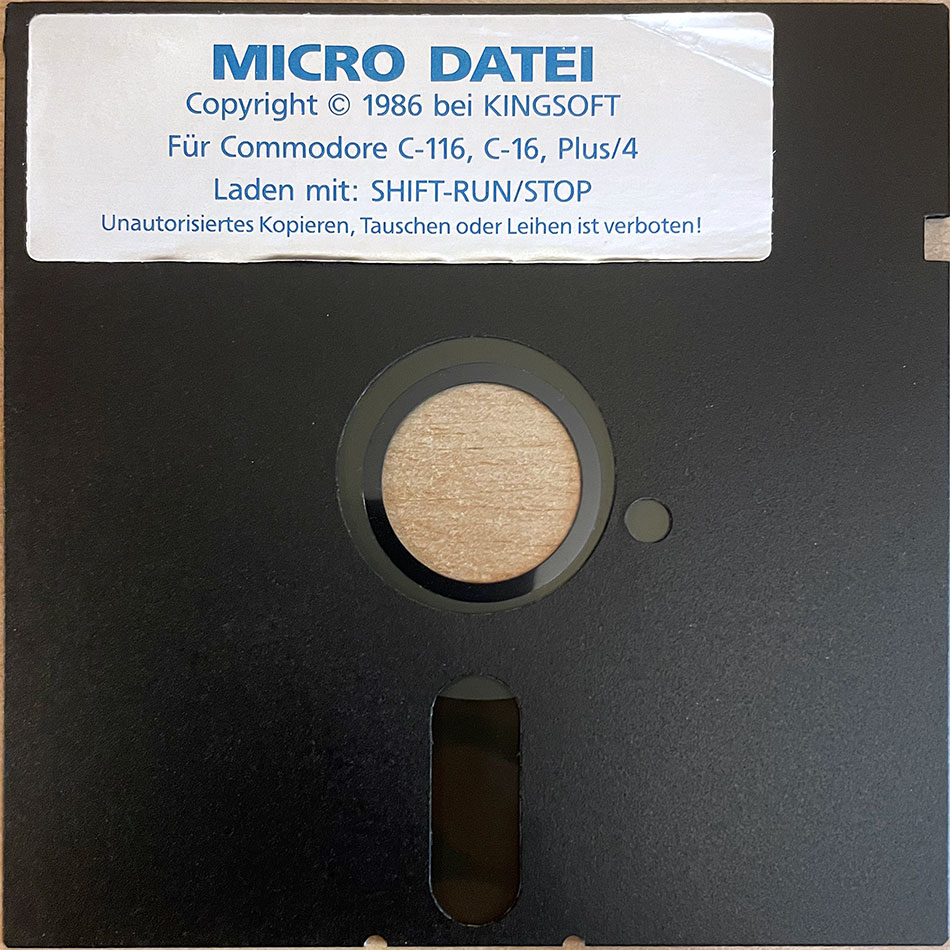 MICRO DATEI
Copyright © 1986 bei KINGSOFT
Für Commodore C-116, C-16, Plus/4
Laden mit: SHIFT-RUN/STOP
Unautorisiertes Kopieren, Tauschen oder Leihen ist verboten!